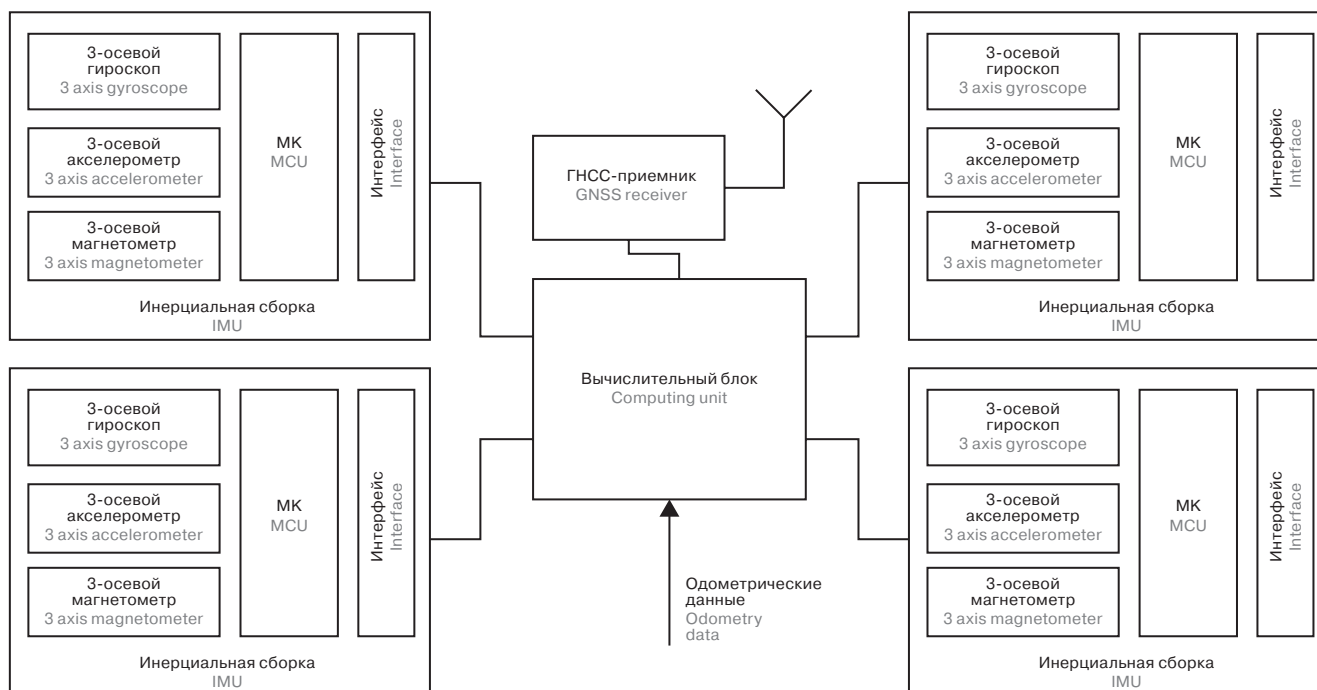 3-осевой
гироскоп
3 axis gyroscope
3-осевой
акселерометр
3 axis accelerometer
3-осевой
магнетометр
3 axis magnetometer
МК
MCU
Интерфейс
Interface
Инерциальная сборка
IMU
ГНСС-приемник
GNSS receiver
3-осевой
гироскоп
3 axis gyroscope
3-осевой
акселерометр
3 axis accelerometer
3-осевой
магнетометр
3 axis magnetometer
МК
MCU
Интерфейс
Interface
Инерциальная сборка
IMU
Вычислительный блок
Computing unit
3-осевой
гироскоп
3 axis gyroscope
3-осевой
акселерометр
3 axis accelerometer
3-осевой
магнетометр
3 axis magnetometer
МК
MCU
Интерфейс
Interface
Инерциальная сборка
IMU
Одометрические
данные
Odometry
data
3-осевой
гироскоп
3 axis gyroscope
3-осевой
акселерометр
3 axis accelerometer
3-осевой
магнетометр
3 axis magnetometer
МК
MCU
Интерфейс
Interface
Инерциальная сборка
IMU